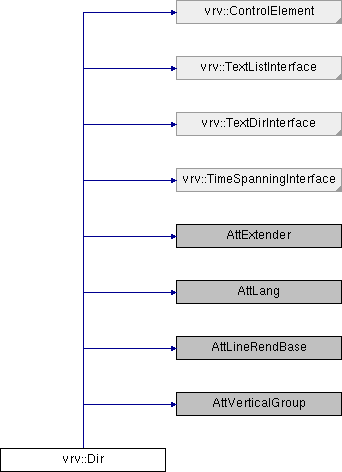 vrv::ControlElement
vrv::TextListInterface
vrv::TextDirInterface
vrv::TimeSpanningInterface
AttExtender
AttLang
AttLineRendBase
AttVerticalGroup
vrv::Dir